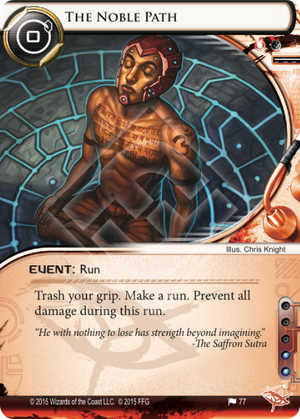 The Noble Path
0
Illus. Chris Knight
EVENT: Run
Trash your grip. Make a run. Prevent all
damage during this run.
“He with nothing to lose has strength beyond imagining.”
-The Saffron Sutra
© 2015 Wizards of the Coast LLC. © 2015 FFG
77